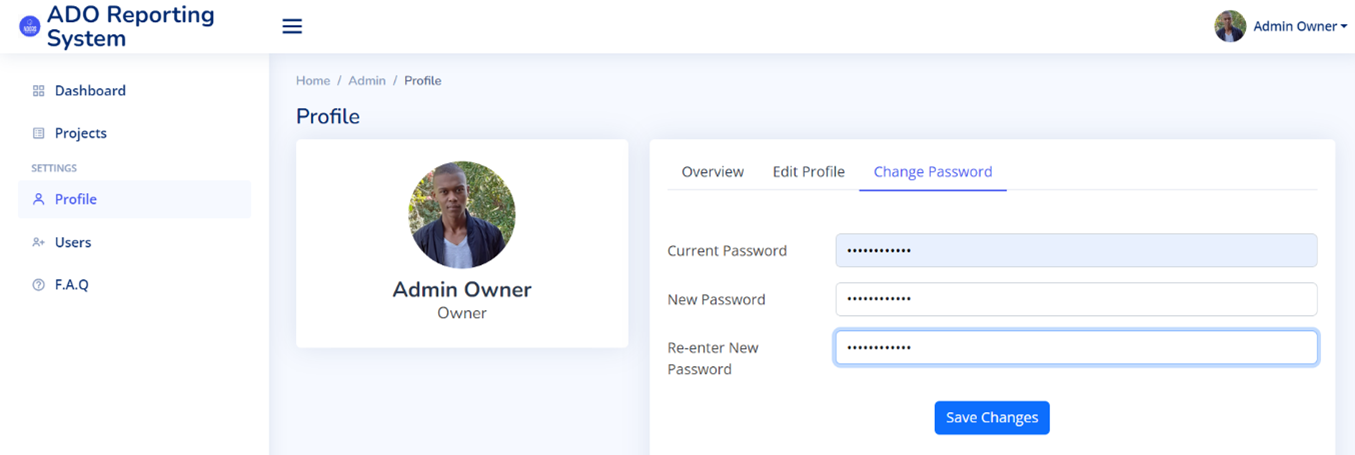 ADO Reporting
System
Admin Owner
Dashboard
Projects
SETTINGS
Profile
Users
F.A.Q
Home / Admin / Profile
Profile
Admin Owner
Owner
Overview Edit Profile Change Password
Current Password ••••••••••••
New Password ••••••••••••
Re-enter New ••••••••••••
Password
Save Changes